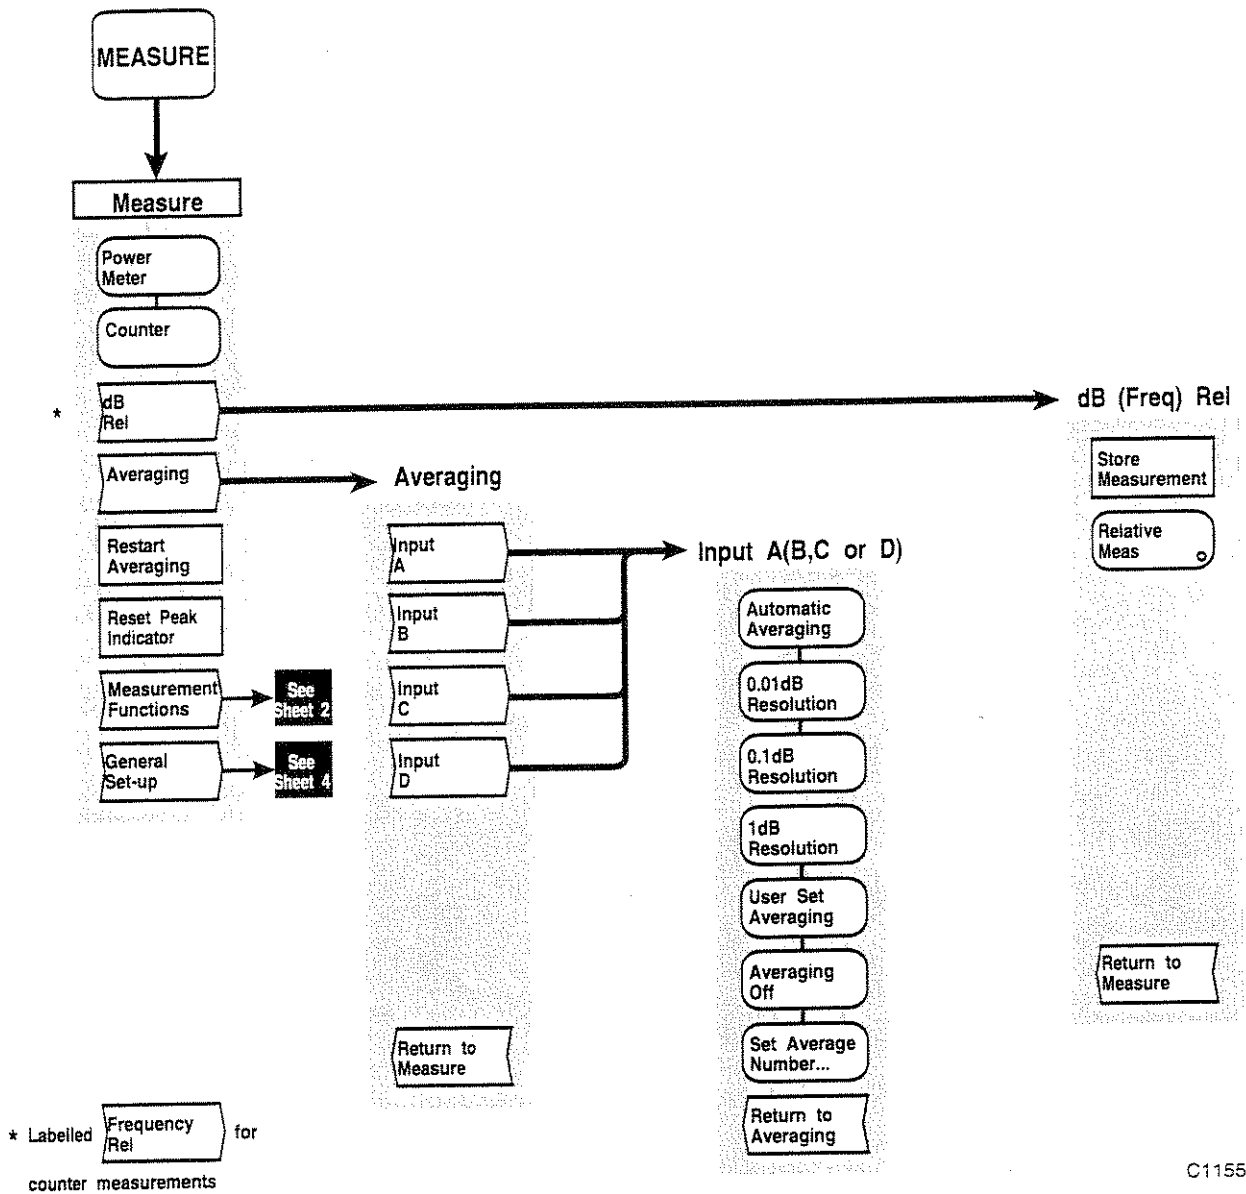 MEASURE
Measure
Power
Meter
Counter
*
dB
Rel
Averaging
Restart
Averaging
Reset Peak
Indicator
Measurement
Functions
See
Sheet 2
General
Set-up
See
Sheet 4
Averaging
Input
A
Input
B
Input
C
Input
D
Return to
Measure
Input A(B,C or D)
Automatic
Averaging
0.01dB
Resolution
0.1dB
Resolution
1dB
Resolution
User Set
Averaging
Averaging
Off
Set Average
Number...
Return to
Averaging
dB (Freq) Rel
Store
Measurement
Relative
Meas
Return to
Measure
* Labelled Frequency Rel for
counter measurements
C1155